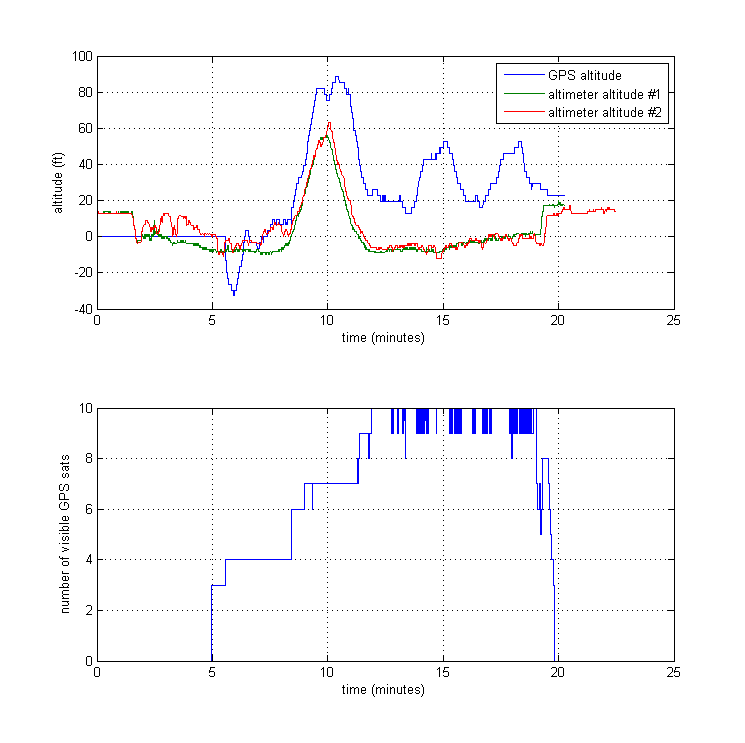 100
80
60
40
20
0
-20
-40
altitude (ft)
GPS altitude
altimeter altitude #1
altimeter altitude #2
0 5 10 15 20 25
time (minutes)
10
8
6
4
2
0
number of visible GPS sats
0 5 10 15 20 25
time (minutes)